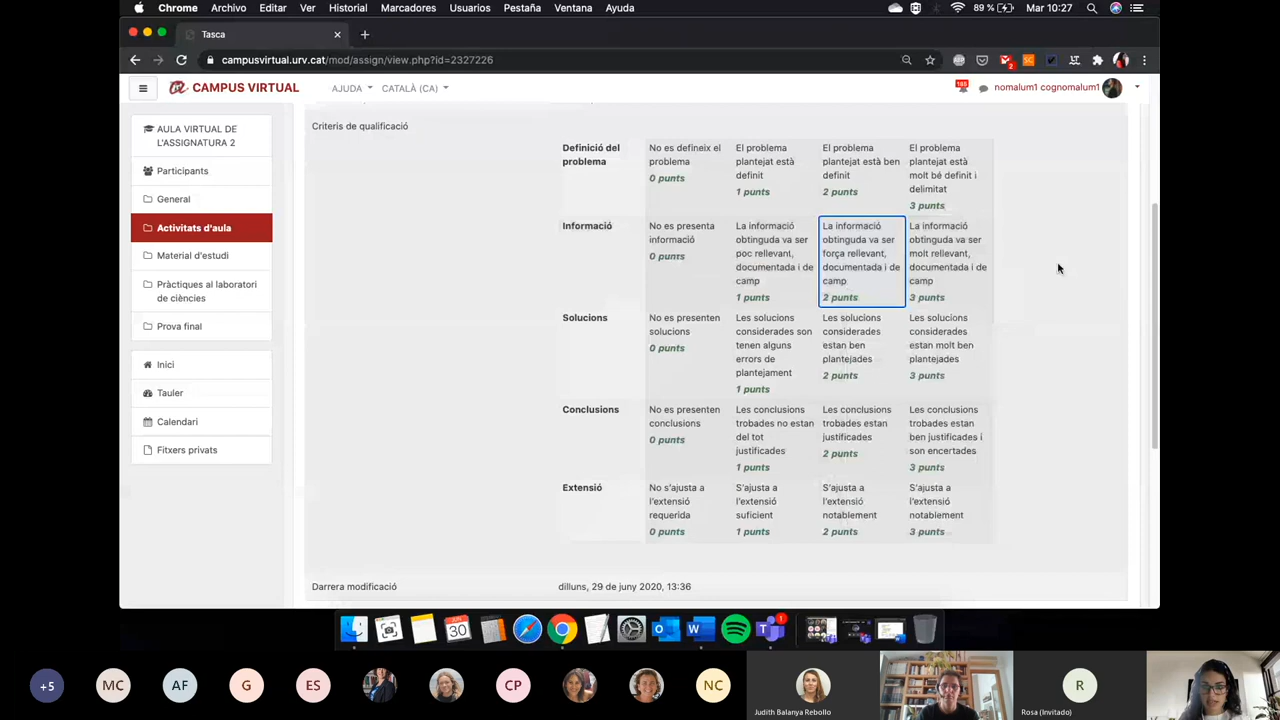 Chrome Archivo Editar Ver Historial Marcadores Usuarios Pestaña Ventana Ayuda 89 % Mar 10:27
Tasca
campusvirtual.urv.cat/mod/assign/view.php?id=2327226
CAMPUS VIRTUAL AJUDA CATALÀ (CA) 185 nomalum1 cognomalum1
AULA VIRTUAL DE
L'ASSIGNATURA 2
Participants
General
Activitats d'aula
Material d'estudi
Pràctiques al laboratori
de ciències
Prova final
Inici
Tauler
Calendari
Fitxers privats
Criteris de qualificació
Definició del
problema
No es defineix el
problema
0 punts
El problema
plantejat està
definit
1 punts
El problema
plantejat està ben
definit
2 punts
El problema
plantejat està
molt bé definit i
delimitat
3 punts
Informació
No es presenta
informació
0 punts
La informació
obtinguda va ser
poc rellevant,
documentada i de
camp
1 punts
La informació
obtinguda va ser
força rellevant,
documentada i de
camp
2 punts
La informació
obtinguda va ser
molt rellevant,
documentada i de
camp
3 punts
Solucions
No es presenten
solucions
0 punts
Les solucions
considerades son
tenen alguns
errors de
plantejament
1 punts
Les solucions
considerades
estan ben
plantejades
2 punts
Les solucions
considerades
estan molt ben
plantejades
3 punts
Conclusions
No es presenten
conclusions
0 punts
Les conclusions
trobades no estan
del tot
justificades
1 punts
Les conclusions
trobades estan
justificades
2 punts
Les conclusions
trobades estan
ben justificades i
son encertades
3 punts
Extensió
No s'ajusta a
l'extensió
requerida
0 punts
S'ajusta a
l'extensió
suficient
1 punts
S'ajusta a
l'extensió
notablement
2 punts
S'ajusta a
l'extensió
notablement
3 punts
Darrera modificació dilluns, 29 de juny 2020, 13:36
30
+5 MC AF G ES CP NC R
Judith Balanya Rebollo Rosa (Invitado)